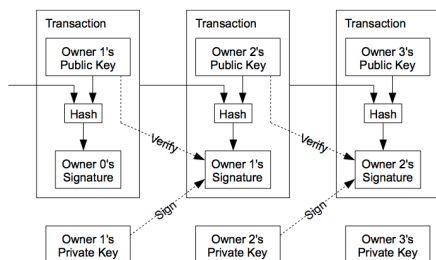 Transaction
Transaction
Transaction
Owner 1's
Public Key
Owner 2's
Public Key
Owner 3's
Public Key
Hash
Hash
Hash
Verify
Verify
Owner 0's
Signature
Owner 1's
Signature
Owner 2's
Signature
Sign
Sign
Owner 1's
Private Key
Owner 2's
Private Key
Owner 3's
Private Key